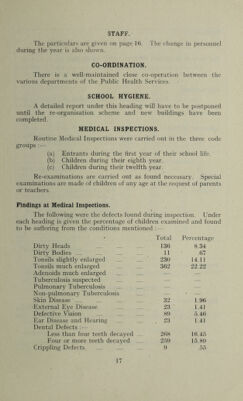 STAFF.
The particulars are given on page 16. The change in personnel
during the year is also shown.
CO-ORDINATION.
There is a well-maintained close co-operation between the
various departments of the Public Health Services.
SCHOOL HYGIENE.
A detailed report under this heading will have to be postponed
until the re-organisation scheme and new buildings have been
completed.
MEDICAL INSPECTIONS.
Routine Medical Inspections were carried out in the three code
groups :—
(a) Entrants during the first year of their school life.
(b) Children during their eighth year.
(c) Children during their twelfth year.
Re-examinations are carried out as found necessary. Special
examinations are made of children of any age at the request of parents
or teachers.
Findings at Medical Inspections.
The following were the defects found during inspection. Under
each heading is given the percentage of children examined and found
to be suffering from the conditions mentioned :—
Total Percentage
Dirty Heads 136 8.34
Dirty Bodies 11 .67
Tonsils slightly enlarged 230 14.11
Tonsils much enlarged 362 22.22
Adenoids much enlarged — —
Tuberculosis suspected — —
Pulmonary Tuberculosis — —
Non-pulmonary Tuberculosis — —
Skin Disease 32 1.96
External Eye Disease 23 1.41
Defective Vision 89 5.46
Ear Disease and Hearing 23 1.41
Dental Defects :—
Less than four teeth decayed 268 16.45
Four or more teeth decayed 259 15.89
Crippling Defects 9 .55
17